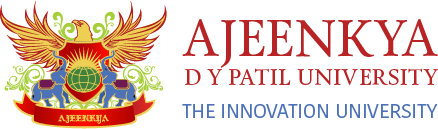 AJEENKYA
D Y PATIL UNIVERSITY
THE INNOVATION UNIVERSITY
AJEENKYA